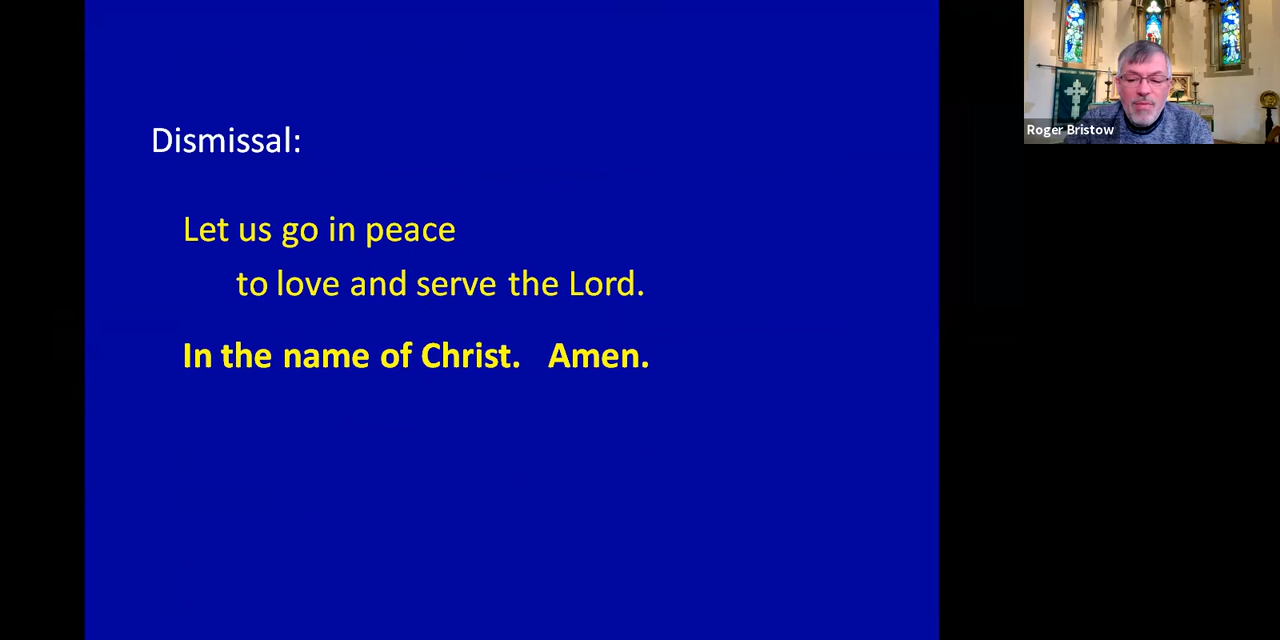 Dismissal:
Let us go in peace
to love and serve the Lord.
In the name of Christ. Amen.
Roger Bristow